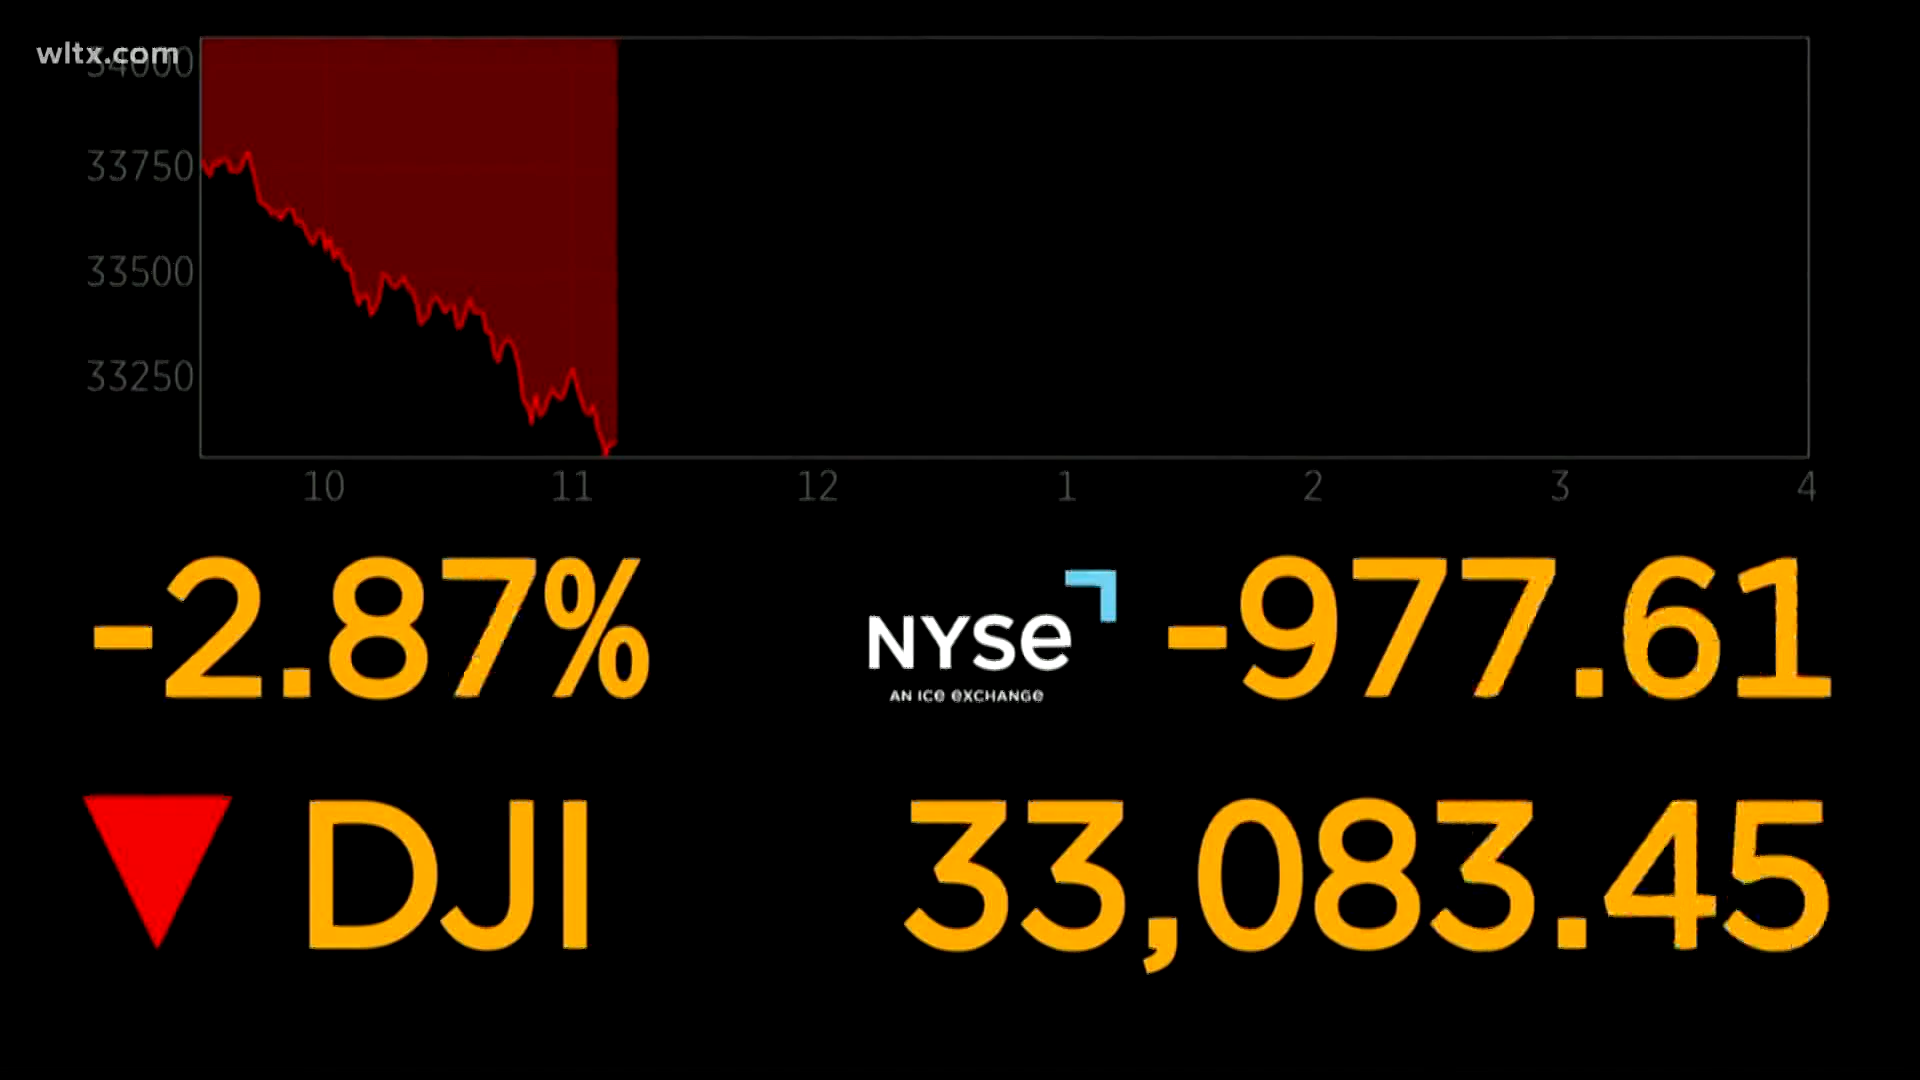 wltx.com
34000
33750
33500
33250
10 11 12 1 2 3 4
-2.87% NYSE -977.61
AN ICE EXCHANGE
DJI 33,083.45